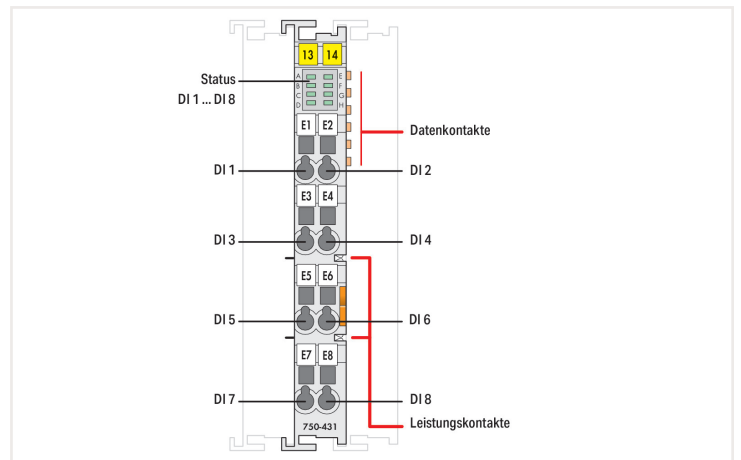 13 14
Status
DI 1 ... DI 8
A E
B F
C G
D H
E1 E2
Datenkontakte
DI 1
DI 2
E3 E4
DI 3
DI 4
E5 E6
DI 5
DI 6
E7 E8
DI 7
DI 8
Leistungskontakte
750-431